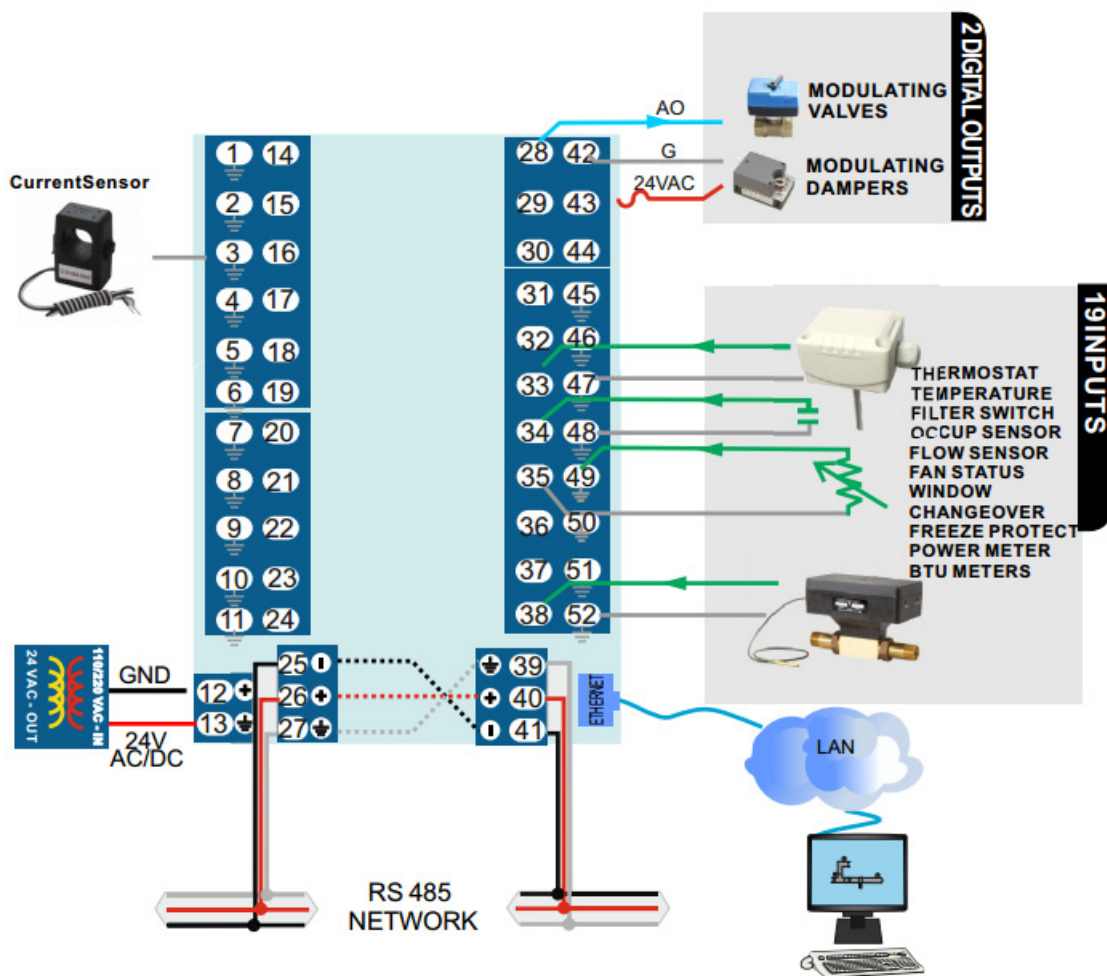 2 DIGITAL OUTPUTS
MODULATING
VALVES
MODULATING
DAMPERS
AO
G
24VAC
CurrentSensor
1 14
2 15
3 16
4 17
5 18
6 19
7 20
8 21
9 22
10 23
11 24
28 42
29 43
30 44
31 45
32 46
33 47
34 48
35 49
36 50
37 51
38 52
19INPUTS
THERMOSTAT
TEMPERATURE
FILTER SWITCH
OCCUP SENSOR
FLOW SENSOR
FAN STATUS
WINDOW
CHANGEOVER
FREEZE PROTECT
POWER METER
BTU METERS
110/220 VAC-IN
24 VAC - OUT
GND
24V
AC/DC
12 +
13
25 -
26 +
27
39
+ 40
- 41
ETHERNET
LAN
RS 485
NETWORK